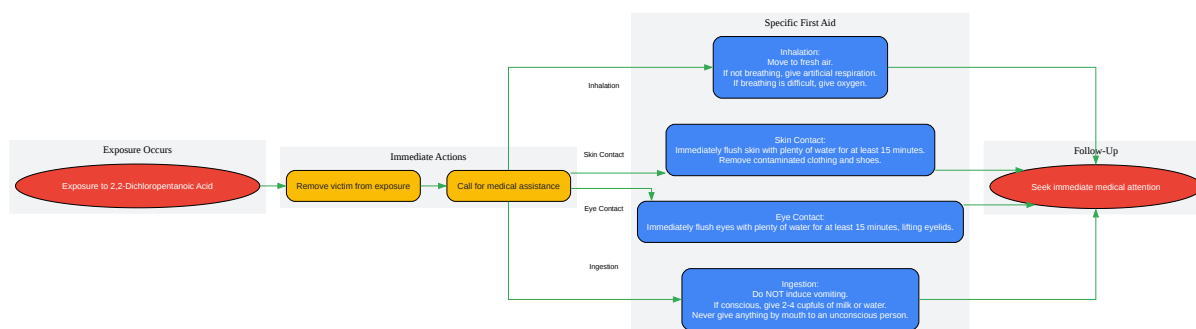 Exposure Occurs
Exposure to 2,2-Dichloropentanoic Acid
Immediate Actions
Remove victim from exposure
Call for medical assistance
Inhalation
Skin Contact
Eye Contact
Ingestion
Specific First Aid
Inhalation:
Move to fresh air.
If not breathing, give artificial respiration.
If breathing is difficult, give oxygen.
Skin Contact:
Immediately flush skin with plenty of water for at least 15 minutes.
Remove contaminated clothing and shoes.
Eye Contact:
Immediately flush eyes with plenty of water for at least 15 minutes, lifting eyelids.
Ingestion:
Do NOT induce vomiting.
If conscious, give 2-4 cupfuls of milk or water.
Never give anything by mouth to an unconscious person.
Follow-Up
Seek immediate medical attention